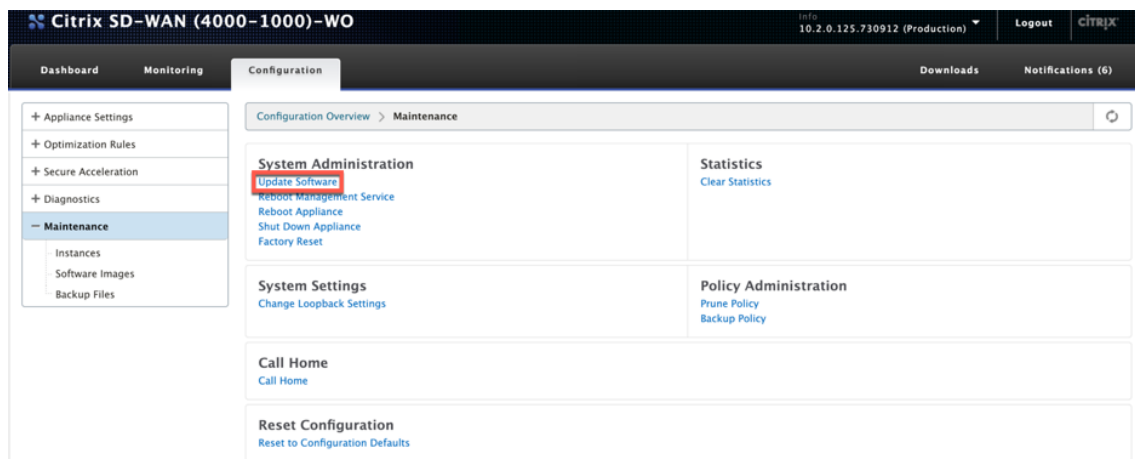 Citrix SD-WAN (4000-1000)-WO
Info
10.2.0.125.730912 (Production)
Logout
CİTRIX
Dashboard
Monitoring
Configuration
Downloads
Notifications (6)
+ Appliance Settings
+ Optimization Rules
+ Secure Acceleration
+ Diagnostics
− Maintenance
Instances
Software Images
Backup Files
Configuration Overview > Maintenance
System Administration
Update Software
Reboot Management Service
Reboot Appliance
Shut Down Appliance
Factory Reset
Statistics
Clear Statistics
System Settings
Change Loopback Settings
Policy Administration
Prune Policy
Backup Policy
Call Home
Call Home
Reset Configuration
Reset to Configuration Defaults